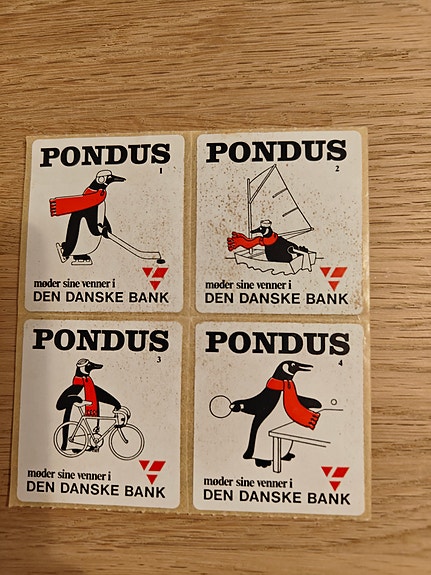 PONDUS
1
møder sine venner i
DEN DANSKE BANK
PONDUS
2
møder sine venner i
DEN DANSKE BANK
PONDUS
3
møder sine venner i
DEN DANSKE BANK
PONDUS
4
møder sine venner i
DEN DANSKE BANK